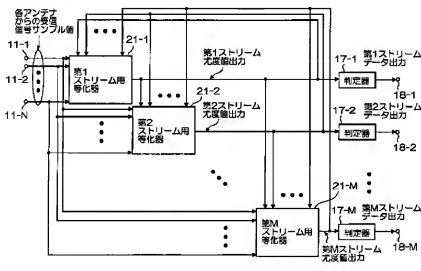 各アンテナ
からの受信
信号サンプル値
11-1
11-2
11-N
21-1
第1
ストリーム用
等化器
第1ストリーム
尤度値出力
17-1
第1ストリーム
データ出力
判定器
18-1
21-2
第2
ストリーム用
等化器
第2ストリーム
尤度値出力
17-2
第2ストリーム
データ出力
判定器
18-2
21-M
第M
ストリーム用
等化器
第Mストリーム
尤度値出力
17-M
第Mストリーム
データ出力
判定器
18-M